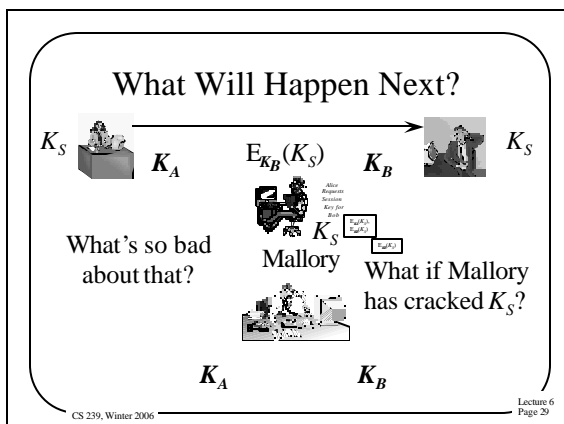 What Will Happen Next?
K_S
K_A
E_{K_B}(K_S)
K_B
K_S
Alice
Requests
Session
Key for
Bob
K_S
Mallory
What's so bad
about that?
What if Mallory
has cracked K_S?
K_A
K_B
CS 239, Winter 2006
Lecture 6
Page 29